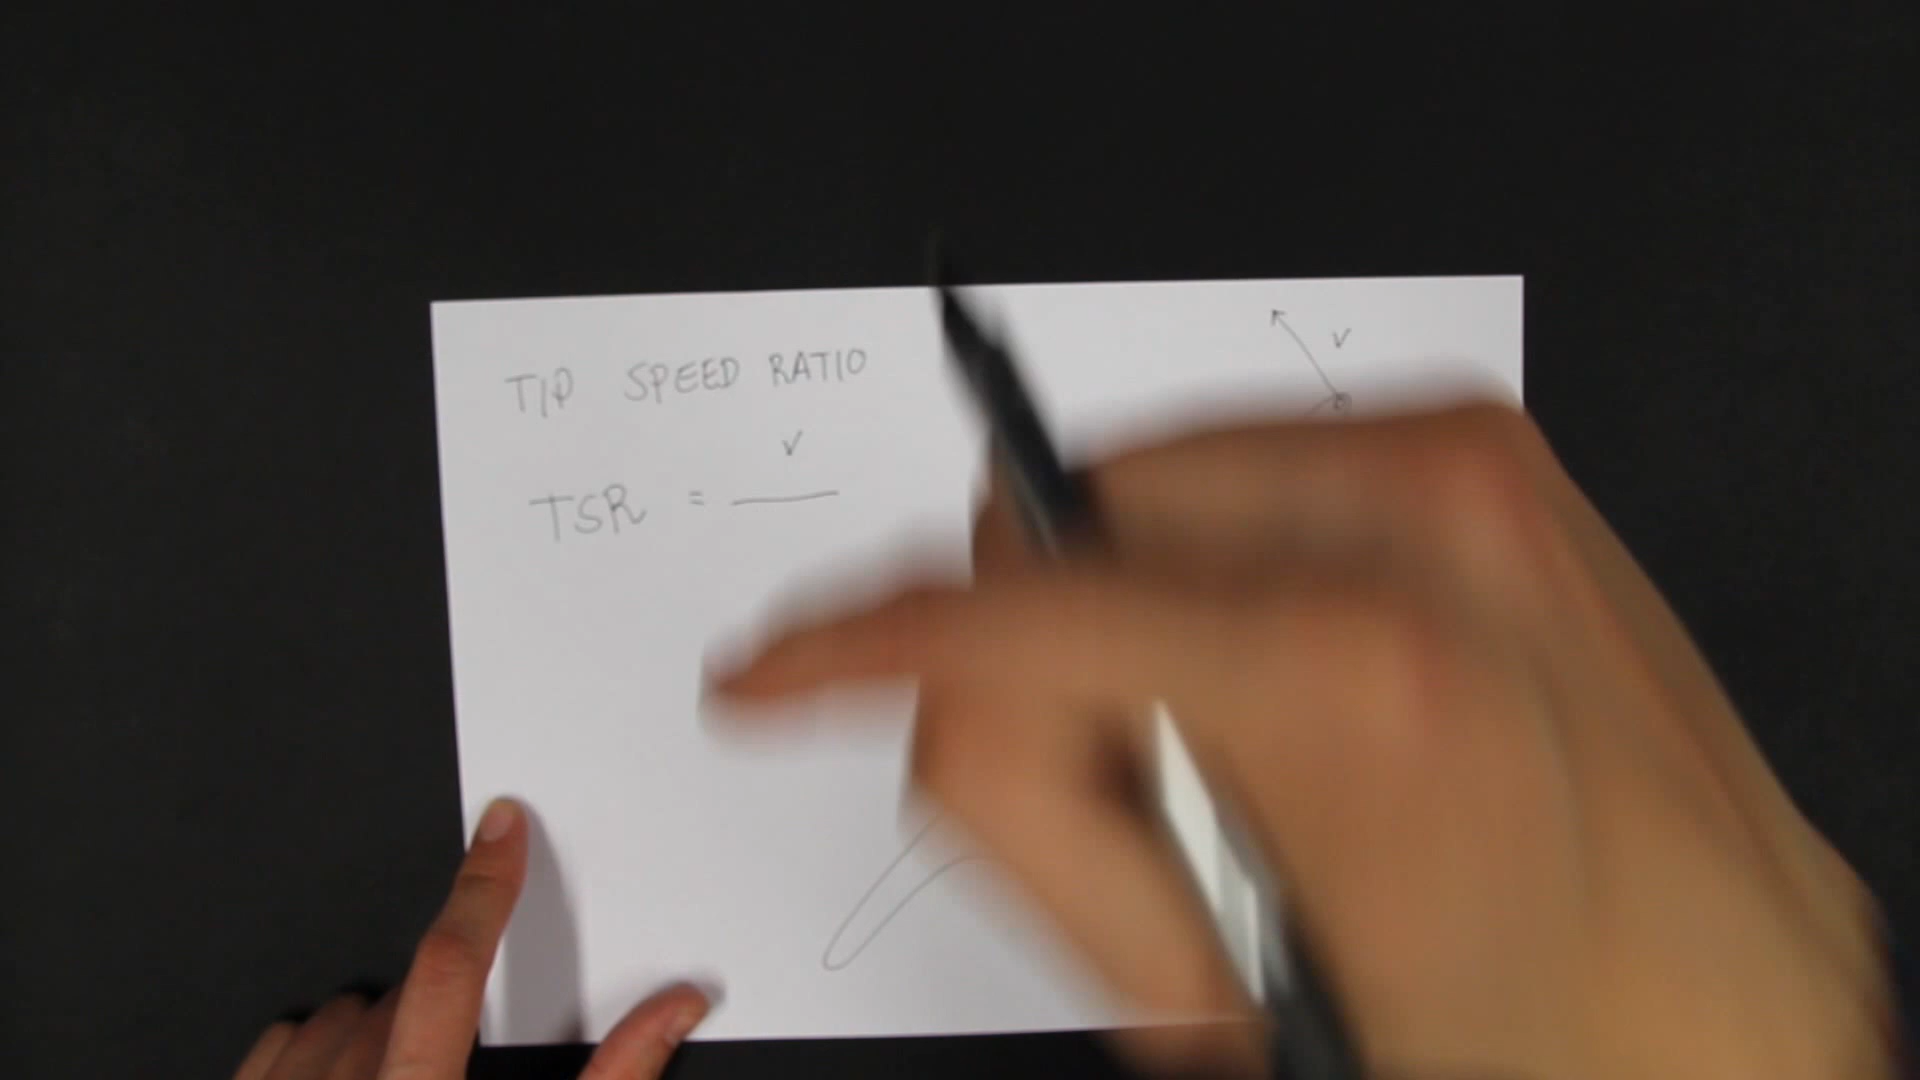 TIP SPEED RATIO
V
V
TSR = ―